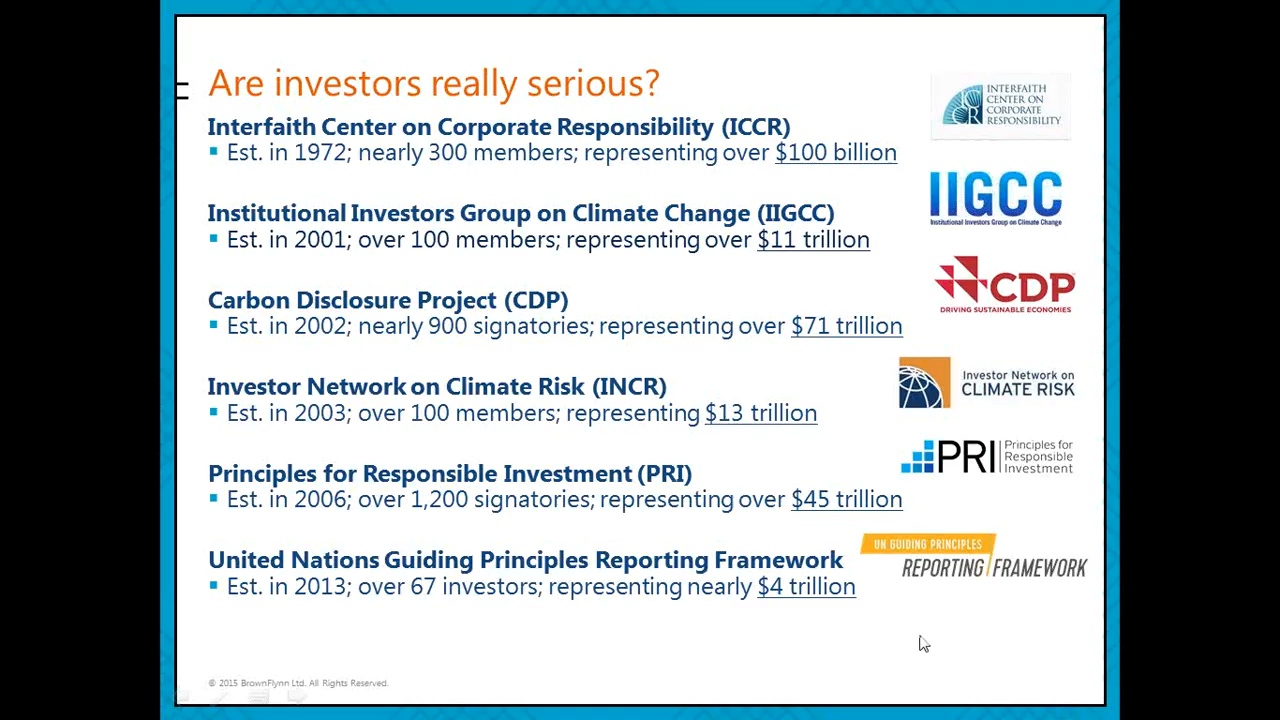 Are investors really serious?
Interfaith Center on Corporate Responsibility (ICCR)
▪ Est. in 1972; nearly 300 members; representing over $100 billion
INTERFAITH
CENTER ON
CORPORATE
RESPONSIBILITY
Institutional Investors Group on Climate Change (IIGCC)
▪ Est. in 2001; over 100 members; representing over $11 trillion
IIGCC
Institutional Investors Group on Climate Change
Carbon Disclosure Project (CDP)
▪ Est. in 2002; nearly 900 signatories; representing over $71 trillion
CDP
DRIVING SUSTAINABLE ECONOMIES
Investor Network on Climate Risk (INCR)
▪ Est. in 2003; over 100 members; representing $13 trillion
Investor Network on
CLIMATE RISK
Principles for Responsible Investment (PRI)
▪ Est. in 2006; over 1,200 signatories; representing over $45 trillion
PRI
Principles for
Responsible
Investment
United Nations Guiding Principles Reporting Framework
▪ Est. in 2013; over 67 investors; representing nearly $4 trillion
UN GUIDING PRINCIPLES
REPORTING FRAMEWORK
© 2015 BrownFlynn Ltd. All Rights Reserved.